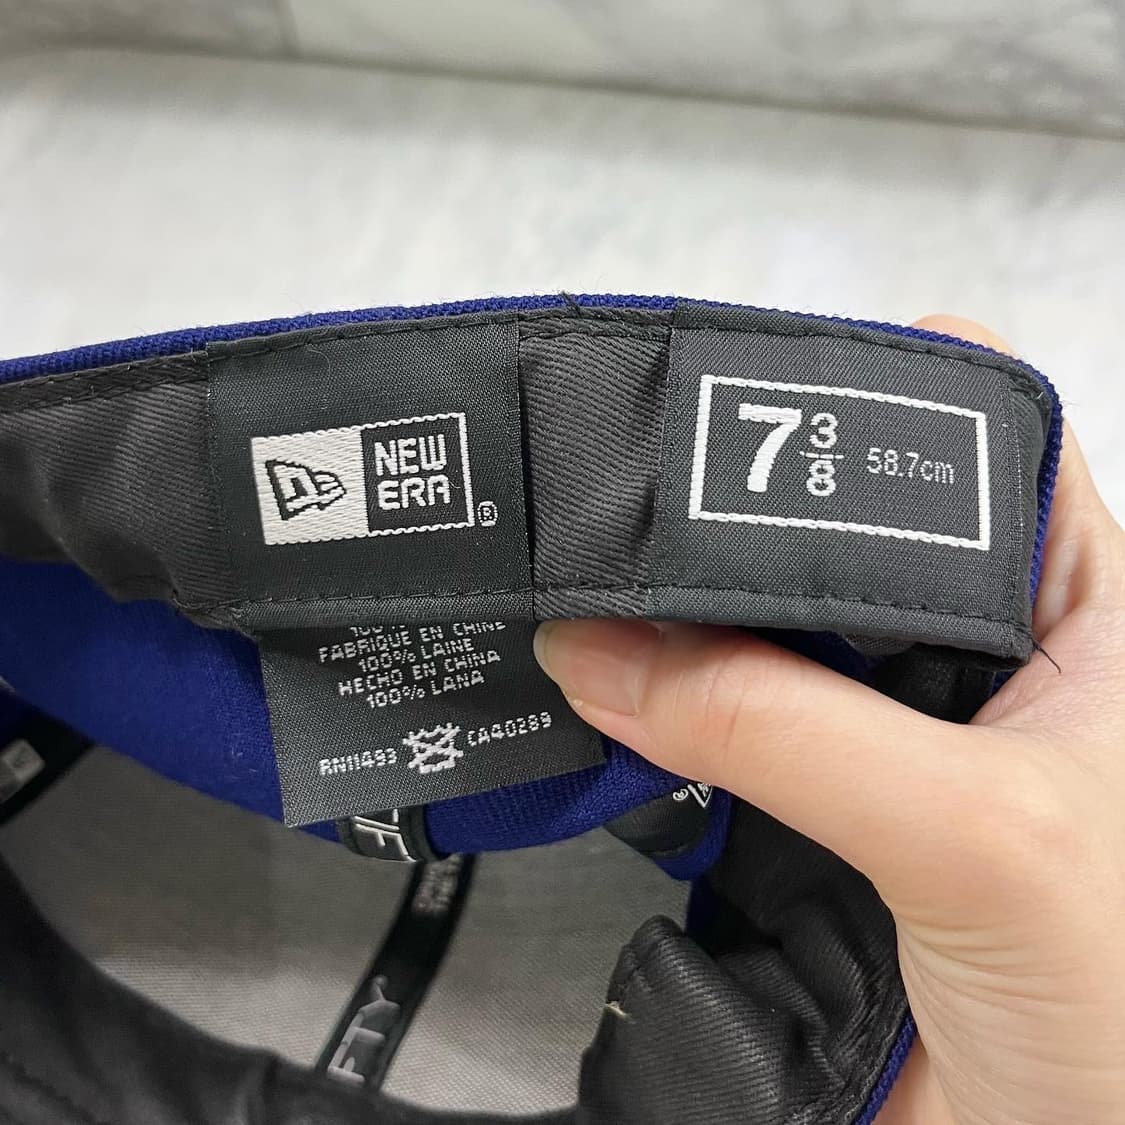 NEW
ERA
®
7 3/8 58.7cm
FABRIQUE EN CHINE
100% LAINE
HECHO EN CHINA
100% LANA
RN11493 CA40289
®
FTY